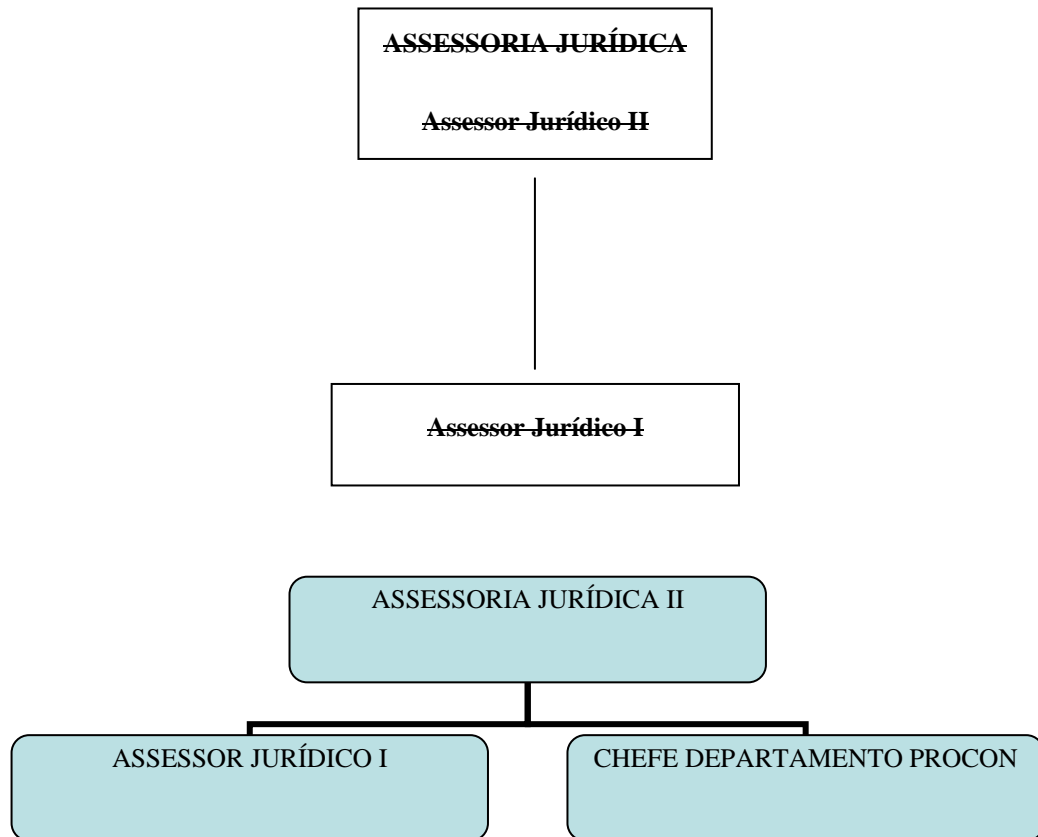 ASSESSORIA JURÍDICA
Assessor Jurídico II
Assessor Jurídico I
ASSESSORIA JURÍDICA II
ASSESSOR JURÍDICO I
CHEFE DEPARTAMENTO PROCON